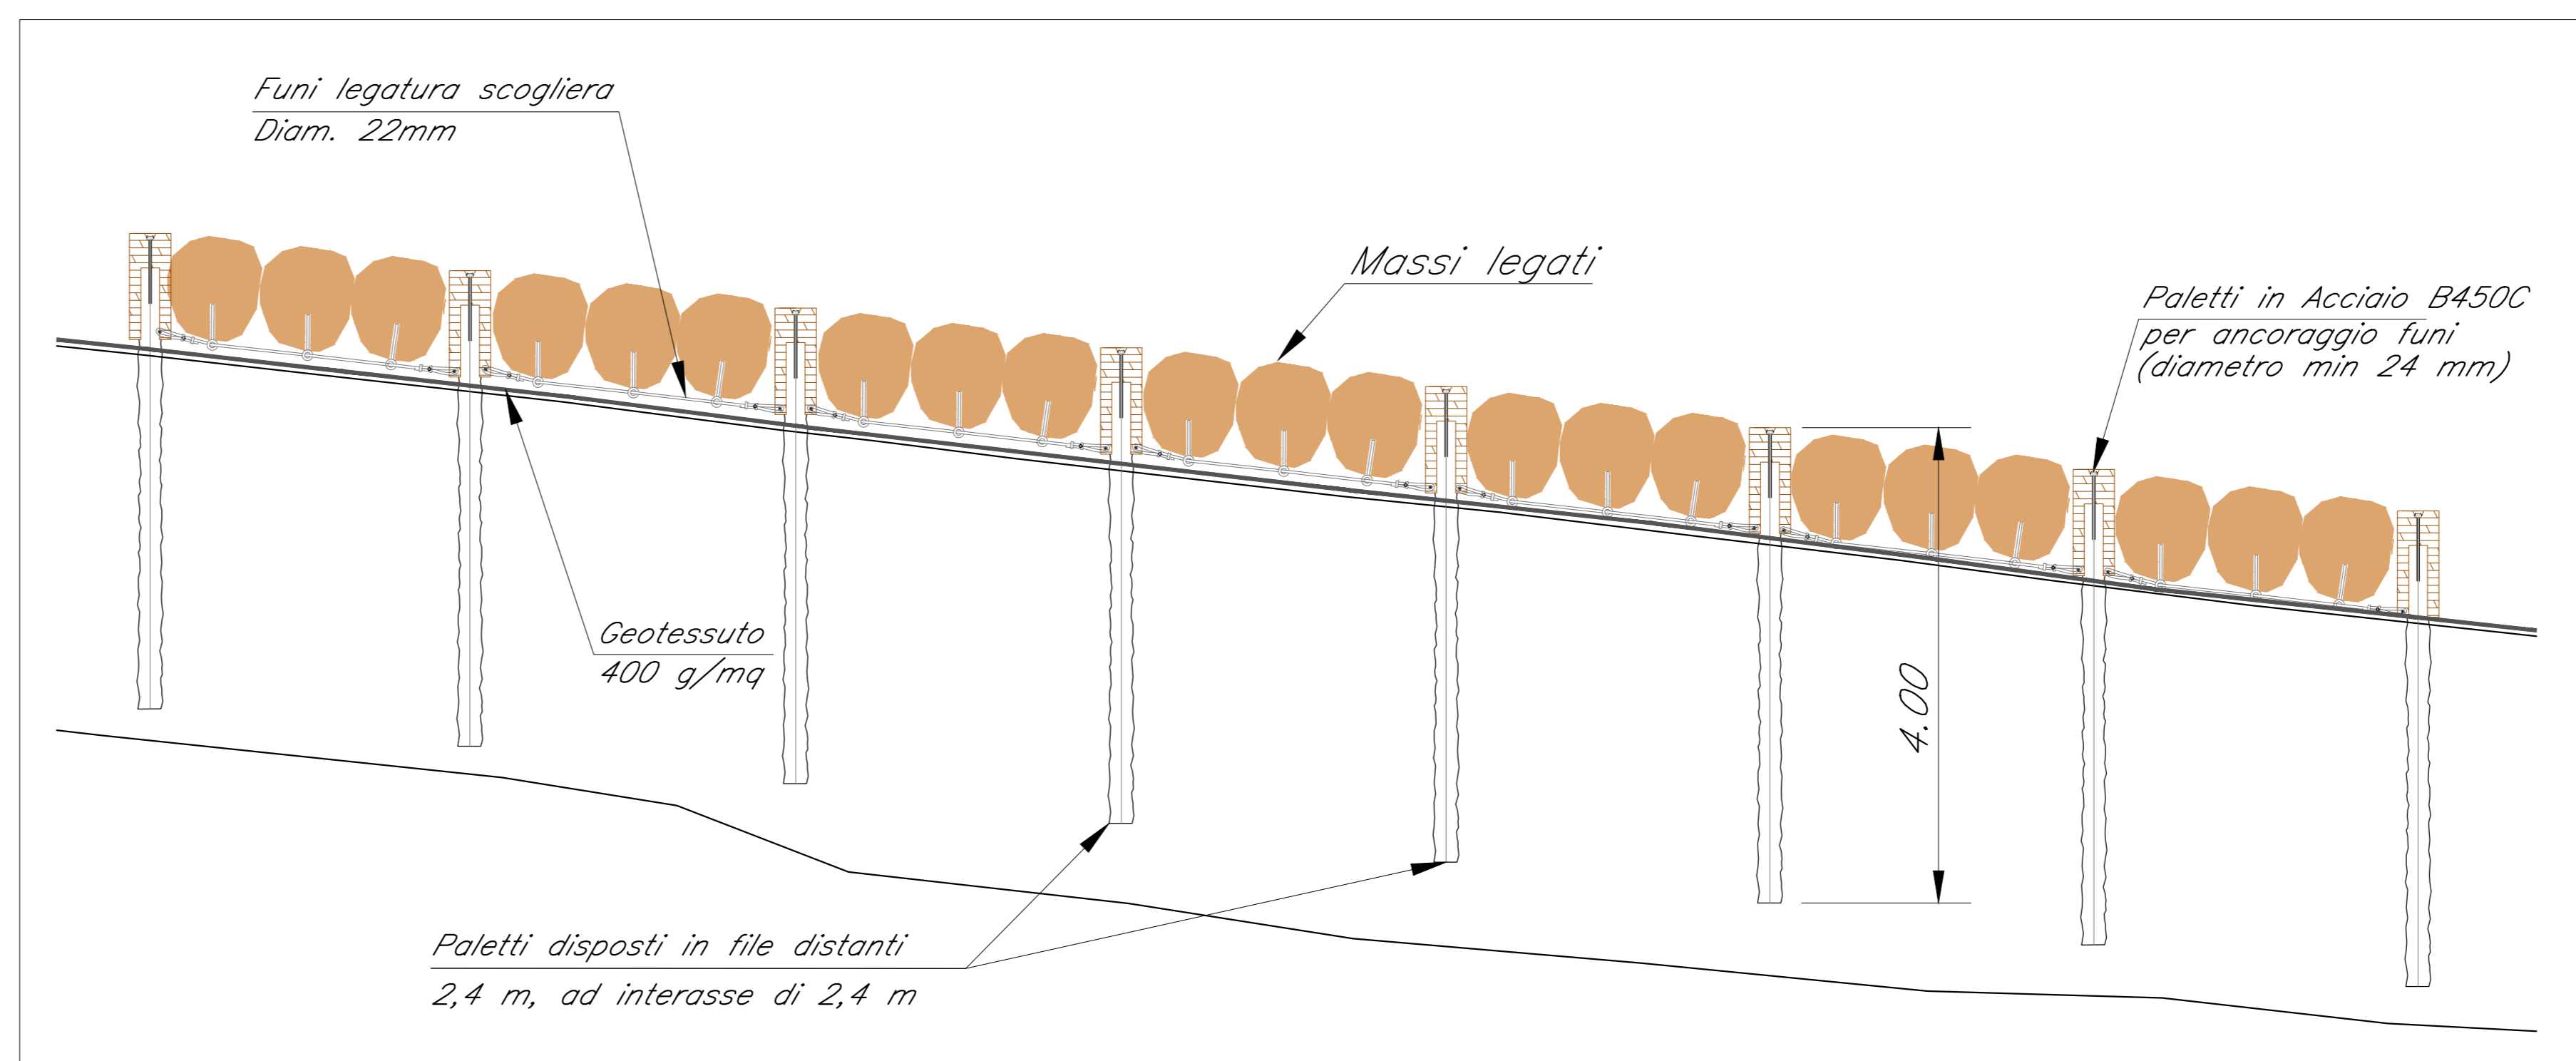 Funi legatura scogliera
Diam. 22mm
Massi legati
Paletti in Acciaio B450C
per ancoraggio funi
(diametro min 24 mm)
Geotessuto
400 g/mq
4.00
Paletti disposti in file distanti
2,4 m, ad interasse di 2,4 m